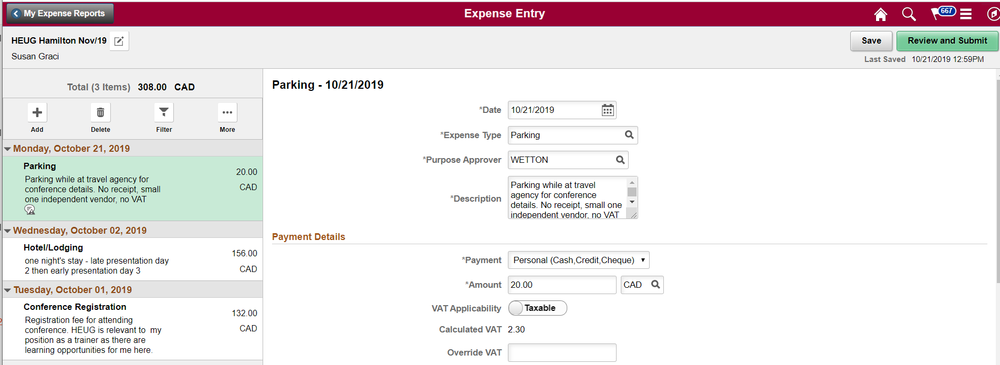 My Expense Reports
Expense Entry
667
HEUG Hamilton Nov/19
Susan Graci
Save
Review and Submit
Last Saved 10/21/2019 12:59PM
Total (3 Items) 308.00 CAD
Add
Delete
Filter
More
Monday, October 21, 2019
Parking
20.00
CAD
Parking while at travel agency for
conference details. No receipt, small
one independent vendor, no VAT
Wednesday, October 02, 2019
Hotel/Lodging
156.00
CAD
one night's stay - late presentation day
2 then early presentation day 3
Tuesday, October 01, 2019
Conference Registration
132.00
CAD
Registration fee for attending
conference. HEUG is relevant to  my
position as a trainer as there are
learning opportunities for me here.
Parking - 10/21/2019
*Date 10/21/2019
*Expense Type Parking
*Purpose Approver WETTON
*Description
Parking while at travel
agency for conference
details. No receipt, small one
independent vendor, no VAT
Payment Details
*Payment Personal (Cash,Credit,Cheque)
*Amount 20.00 CAD
VAT Applicability Taxable
Calculated VAT 2.30
Override VAT